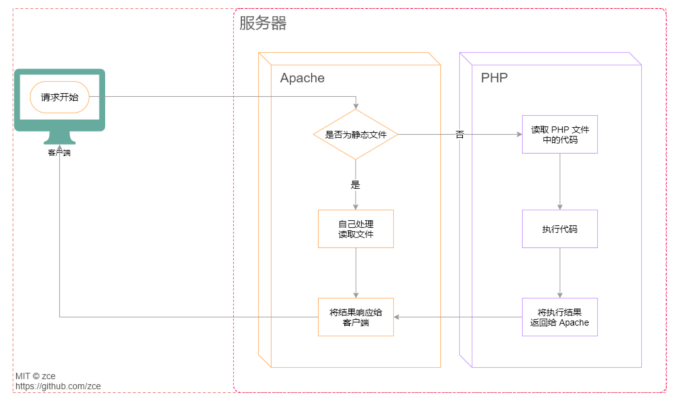 服务器
Apache
PHP
请求开始
客户端
是否为静态文件
否
读取 PHP 文件
中的代码
是
自己处理
读取文件
执行代码
将结果响应给
客户端
将执行结果
返回给 Apache
MIT © zce
https://github.com/zce